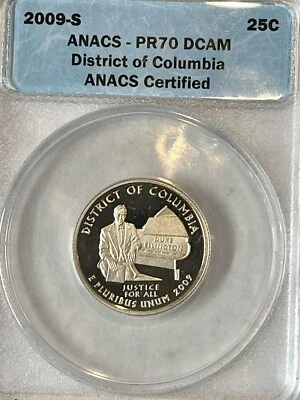 2009-S 25C
ANACS - PR70 DCAM
District of Columbia
ANACS Certified
DISTRICT OF COLUMBIA
DUKE
ELLINGTON
JUSTICE
FOR ALL
E PLURIBUS UNUM 2009